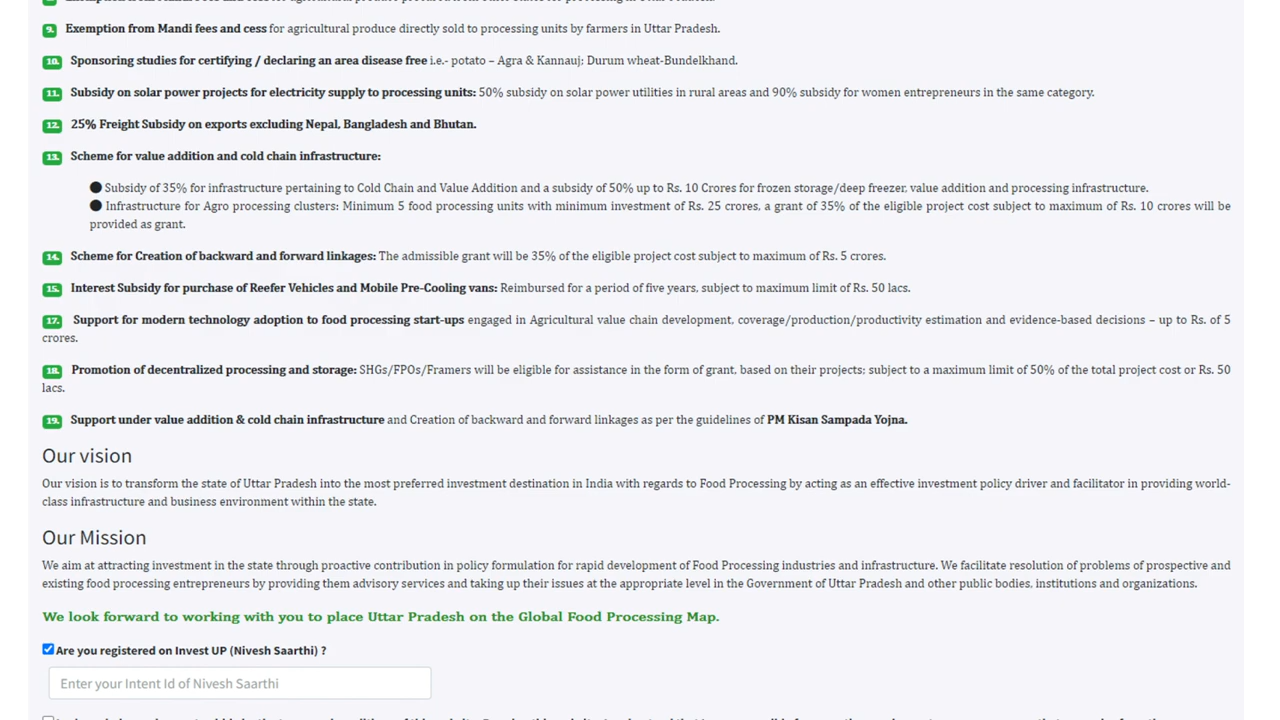 9. Exemption from Mandi fees and cess for agricultural produce directly sold to processing units by farmers in Uttar Pradesh.
10. Sponsoring studies for certifying / declaring an area disease free i.e.- potato – Agra & Kannauj; Durum wheat-Bundelkhand.
11. Subsidy on solar power projects for electricity supply to processing units: 50% subsidy on solar power utilities in rural areas and 90% subsidy for women entrepreneurs in the same category.
12. 25% Freight Subsidy on exports excluding Nepal, Bangladesh and Bhutan.
13. Scheme for value addition and cold chain infrastructure:
● Subsidy of 35% for infrastructure pertaining to Cold Chain and Value Addition and a subsidy of 50% up to Rs. 10 Crores for frozen storage/deep freezer, value addition and processing infrastructure.
● Infrastructure for Agro processing clusters: Minimum 5 food processing units with minimum investment of Rs. 25 crores, a grant of 35% of the eligible project cost subject to maximum of Rs. 10 crores will be
provided as grant.
14. Scheme for Creation of backward and forward linkages: The admissible grant will be 35% of the eligible project cost subject to maximum of Rs. 5 crores.
15. Interest Subsidy for purchase of Reefer Vehicles and Mobile Pre-Cooling vans: Reimbursed for a period of five years, subject to maximum limit of Rs. 50 lacs.
17. Support for modern technology adoption to food processing start-ups engaged in Agricultural value chain development, coverage/production/productivity estimation and evidence-based decisions – up to Rs. of 5
crores.
18. Promotion of decentralized processing and storage: SHGs/FPOs/Framers will be eligible for assistance in the form of grant, based on their projects; subject to a maximum limit of 50% of the total project cost or Rs. 50
lacs.
19. Support under value addition & cold chain infrastructure and Creation of backward and forward linkages as per the guidelines of PM Kisan Sampada Yojna.
Our vision
Our vision is to transform the state of Uttar Pradesh into the most preferred investment destination in India with regards to Food Processing by acting as an effective investment policy driver and facilitator in providing world-
class infrastructure and business environment within the state.
Our Mission
We aim at attracting investment in the state through proactive contribution in policy formulation for rapid development of Food Processing industries and infrastructure. We facilitate resolution of problems of prospective and
existing food processing entrepreneurs by providing them advisory services and taking up their issues at the appropriate level in the Government of Uttar Pradesh and other public bodies, institutions and organizations.
We look forward to working with you to place Uttar Pradesh on the Global Food Processing Map.
Are you registered on Invest UP (Nivesh Saarthi) ?
Enter your Intent Id of Nivesh Saarthi